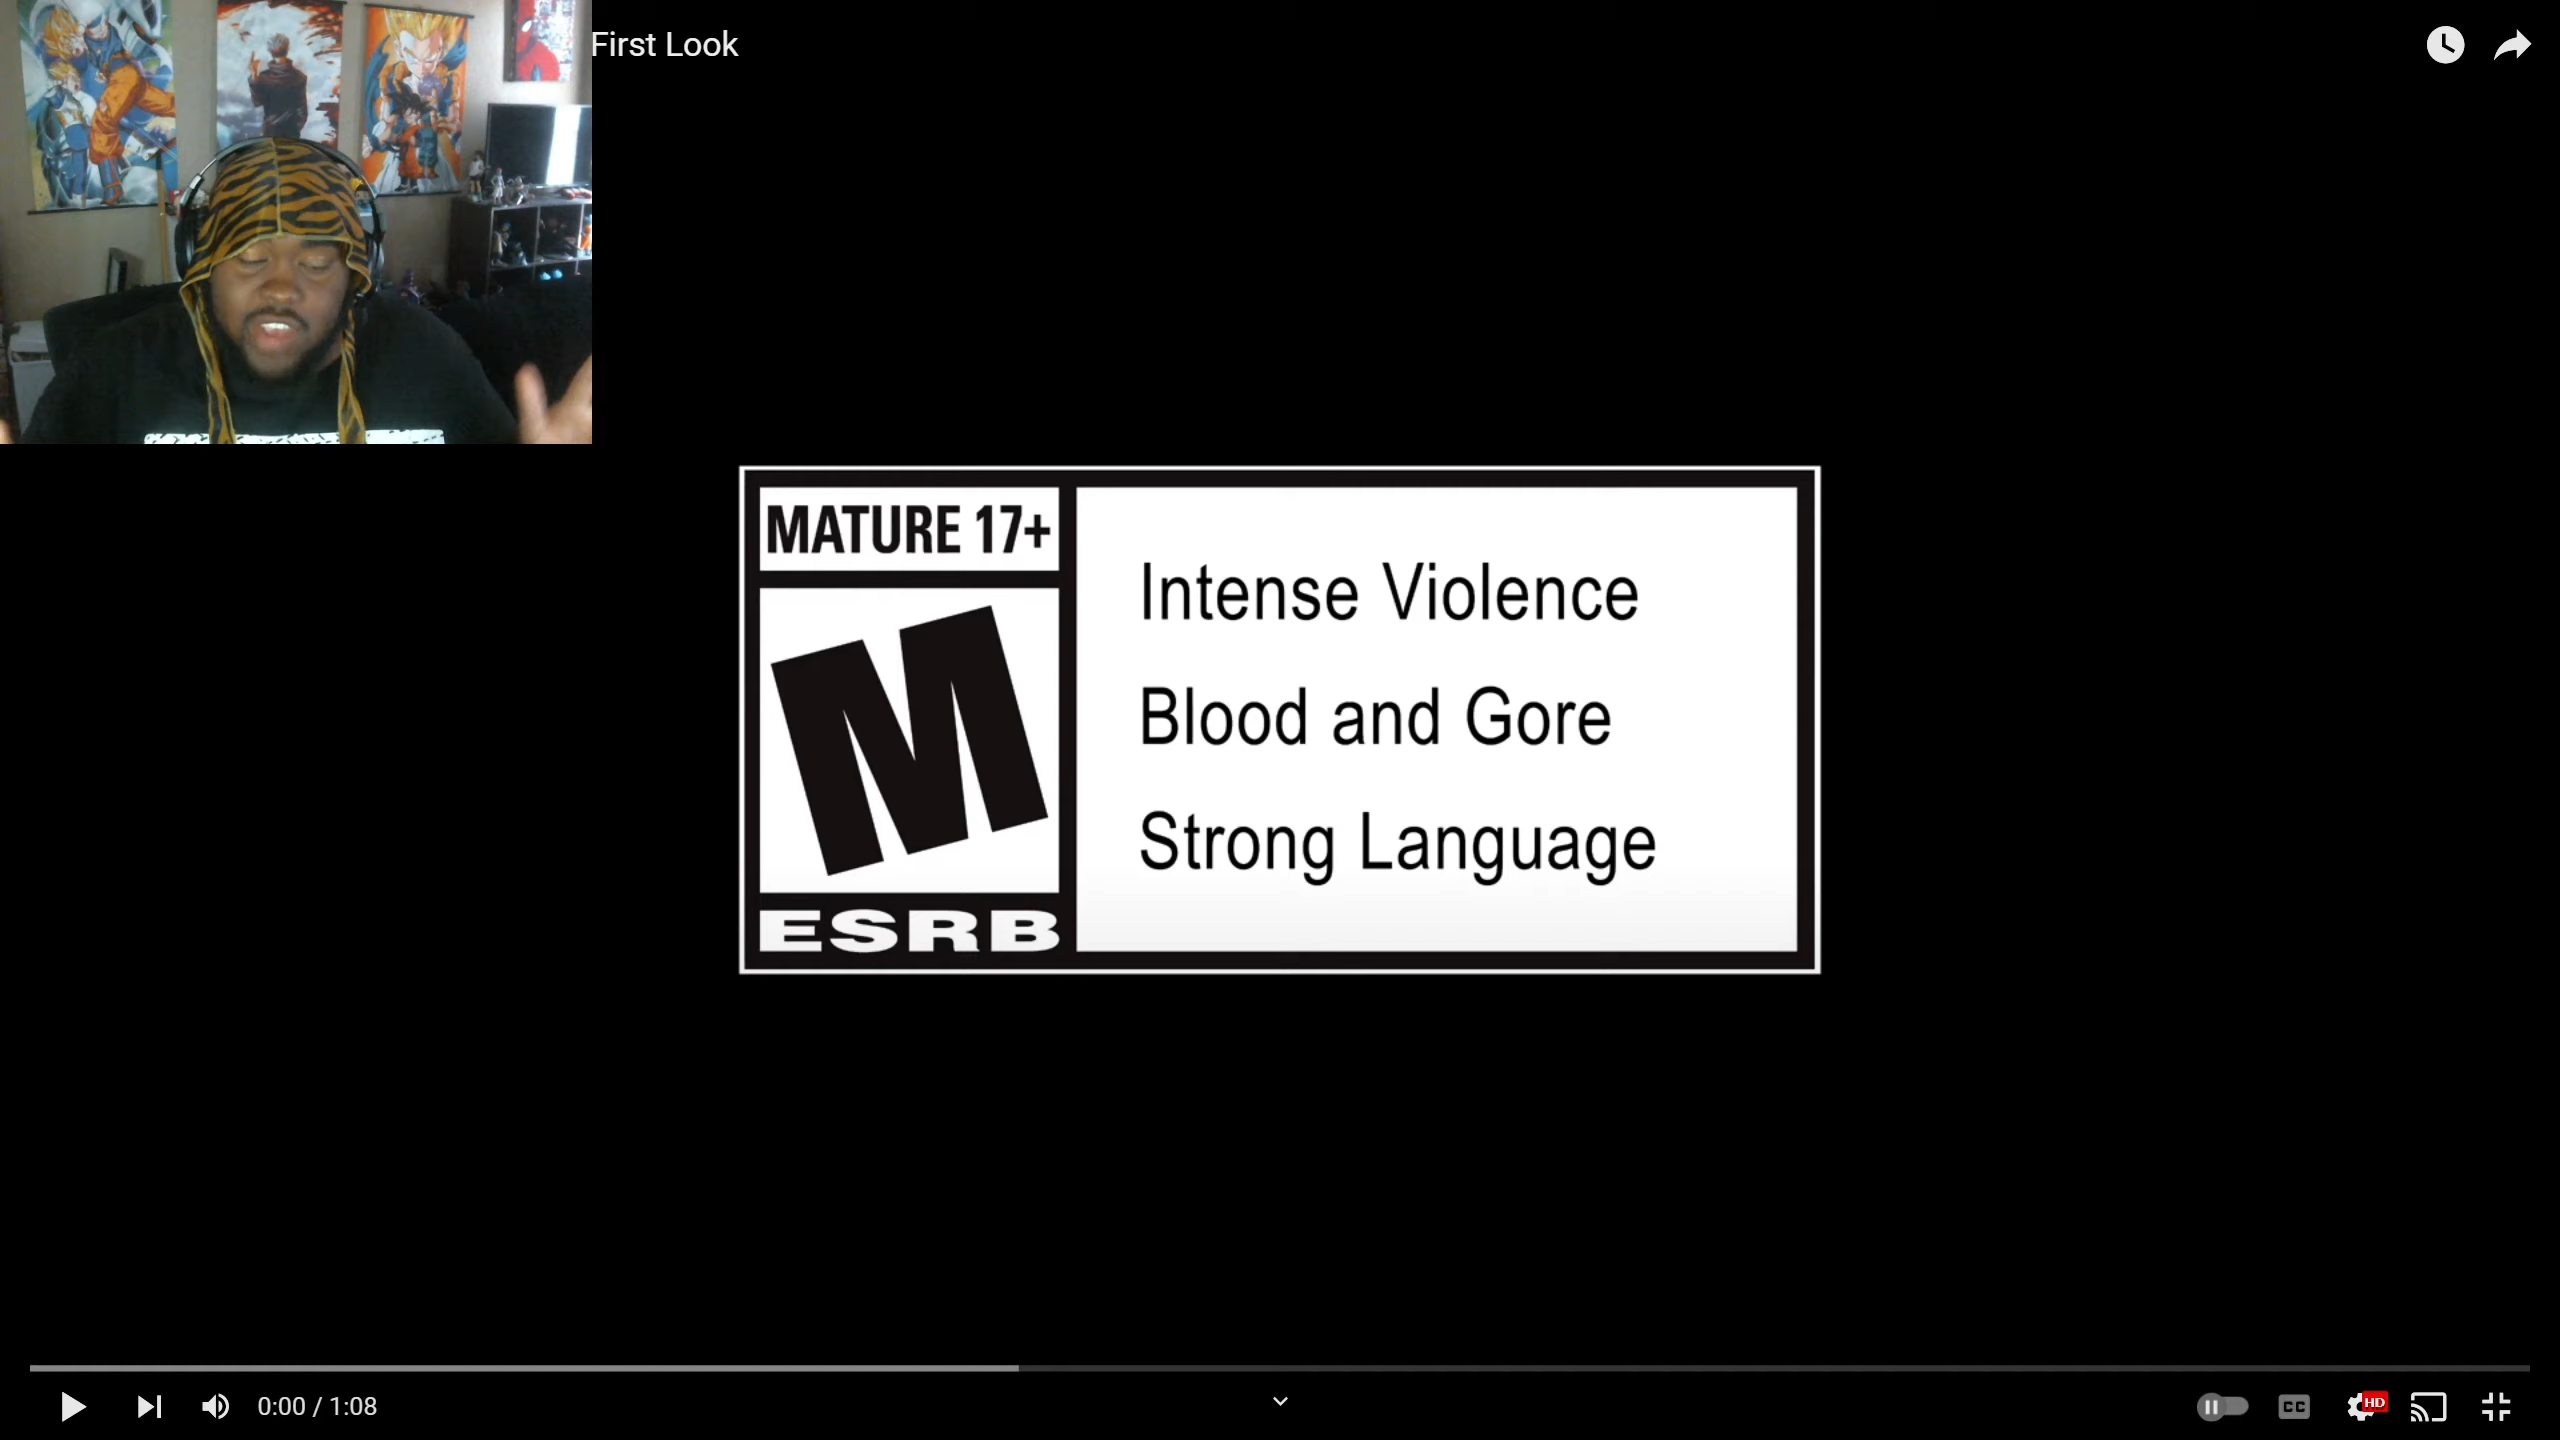 First Look
MATURE 17+
M
ESRB
Intense Violence
Blood and Gore
Strong Language
0:00 / 1:08
CC
HD